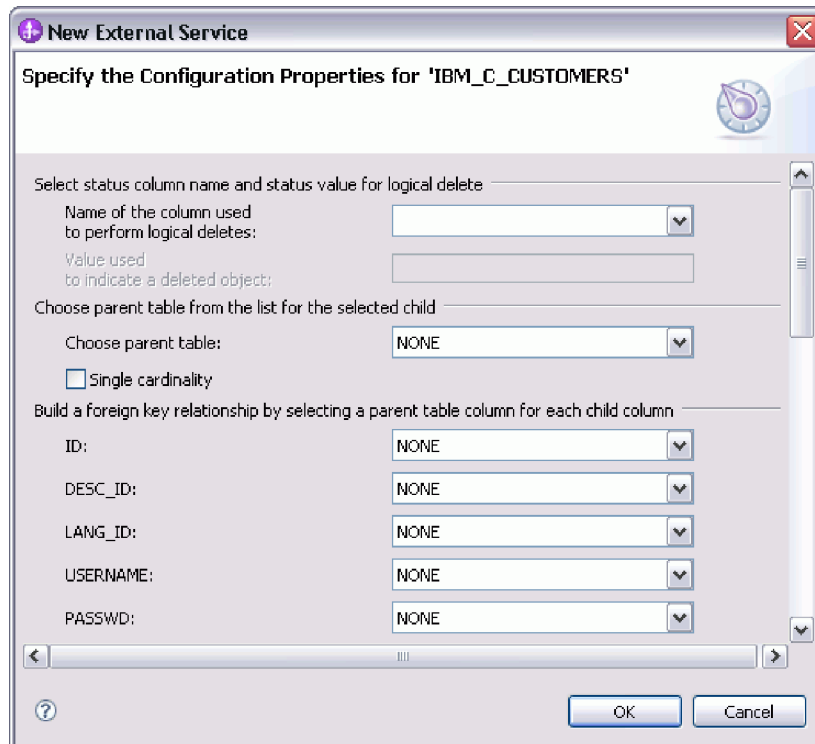 New External Service
Specify the Configuration Properties for 'IBM_C_CUSTOMERS'
Select status column name and status value for logical delete
Name of the column used
to perform logical deletes:
Value used
to indicate a deleted object:
Choose parent table from the list for the selected child
Choose parent table: NONE
Single cardinality
Build a foreign key relationship by selecting a parent table column for each child column
ID: NONE
DESC_ID: NONE
LANG_ID: NONE
USERNAME: NONE
PASSWD: NONE
? OK Cancel